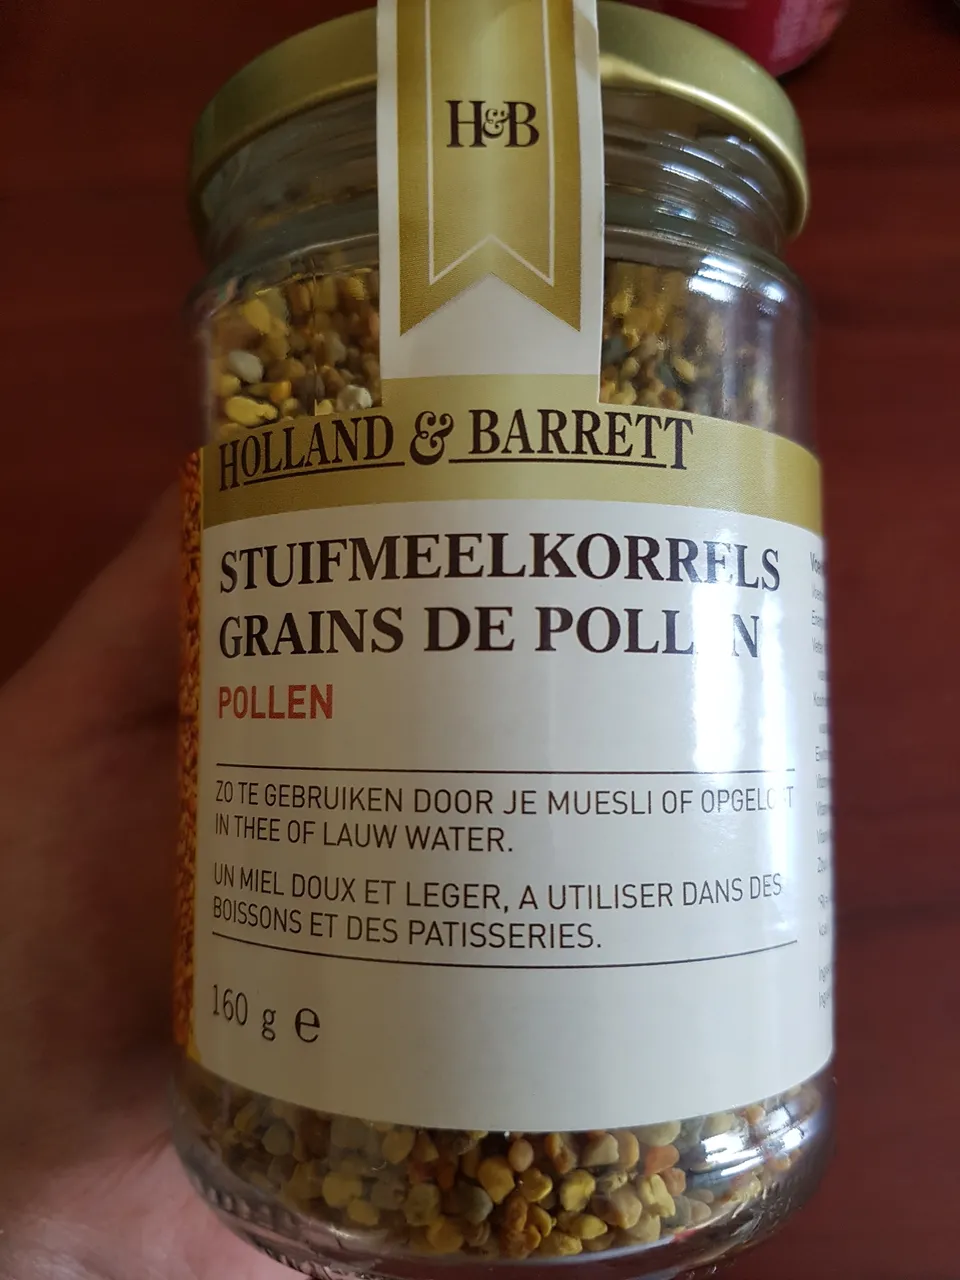 H&B
HOLLAND & BARRETT
STUIFMEELKORRELS
GRAINS DE POLLEN
POLLEN
ZO TE GEBRUIKEN DOOR JE MUESLI OF OPGELOST
IN THEE OF LAUW WATER.
UN MIEL DOUX ET LEGER, A UTILISER DANS DES
BOISSONS ET DES PATISSERIES.
160 g e